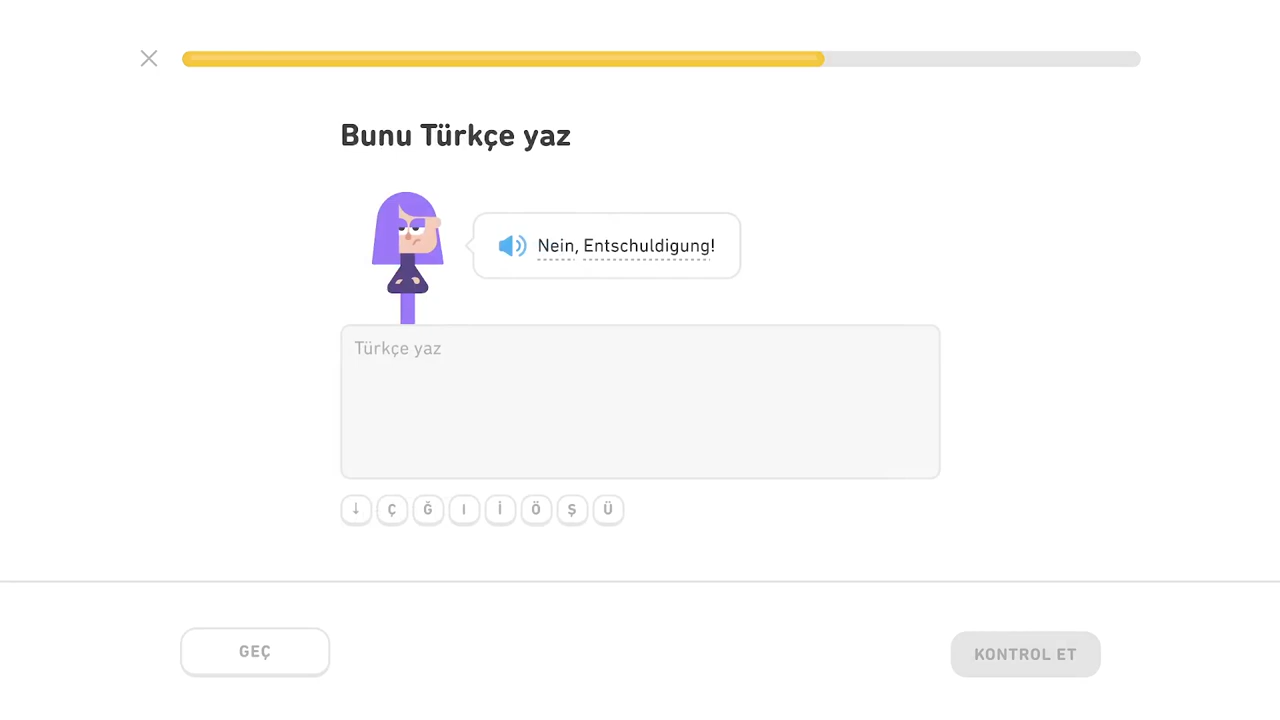 Bunu Türkçe yaz
Nein, Entschuldigung!
Türkçe yaz
↓ Ç Ğ I İ Ö Ş Ü
GEÇ
KONTROL ET